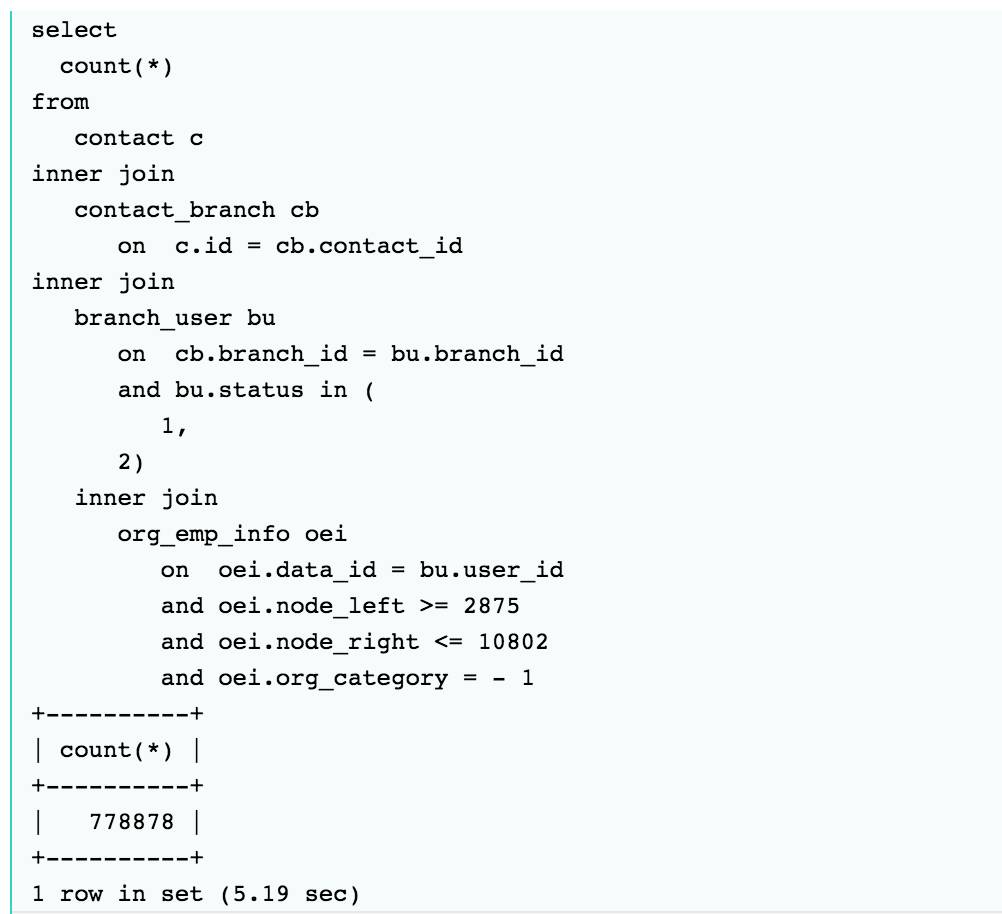 select
  count(*)
from
   contact c
inner join
   contact_branch cb
      on  c.id = cb.contact_id
inner join
   branch_user bu
      on  cb.branch_id = bu.branch_id
      and bu.status in (
         1,
      2)
   inner join
      org_emp_info oei
         on  oei.data_id = bu.user_id
         and oei.node_left >= 2875
         and oei.node_right <= 10802
         and oei.org_category = - 1
+----------+
| count(*) |
+----------+
|   778878 |
+----------+
1 row in set (5.19 sec)